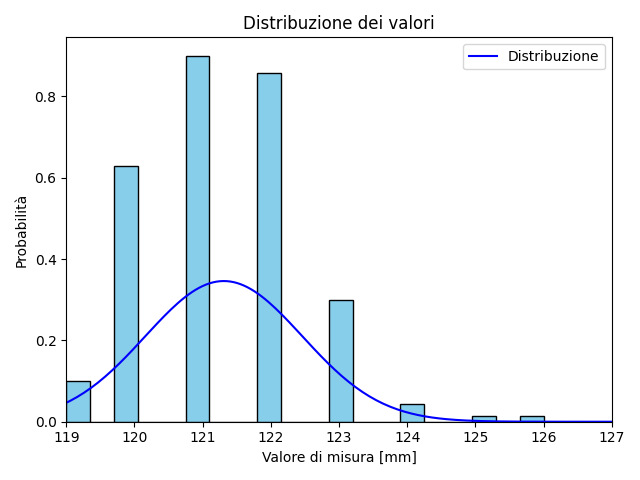 Distribuzione dei valori
Distribuzione
0.8
0.6
0.4
0.2
0.0
Probabilità
119 120 121 122 123 124 125 126 127
Valore di misura [mm]